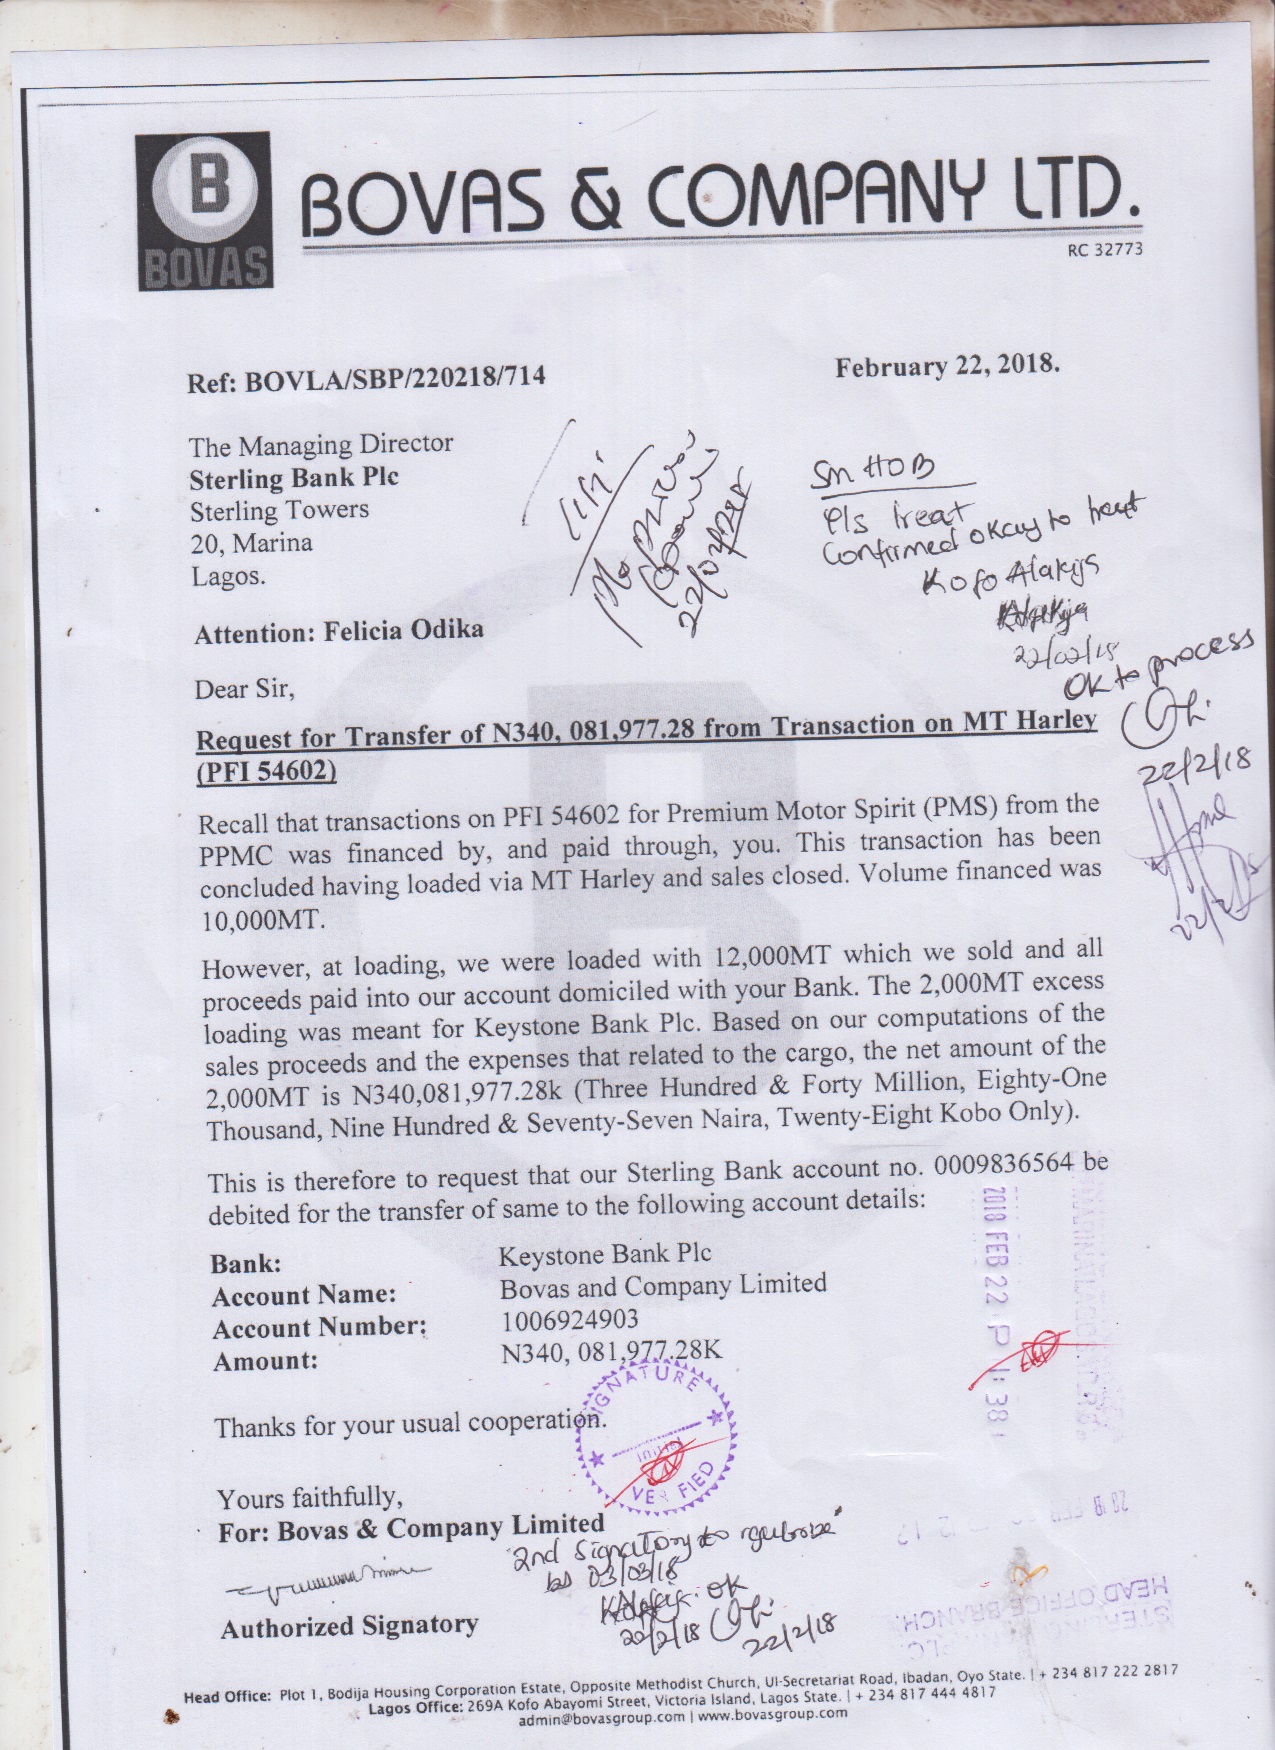 B
BOVAS
BOVAS & COMPANY LTD.
RC 32773
Ref: BOVLA/SBP/220218/714
February 22, 2018.
The Managing Director
Sterling Bank Plc
Sterling Towers
20, Marina
Lagos.
22/02/2018
SM HOB
Pls treat
Confirmed okay to treat
Kofo Alakija
22/02/18
OK to process
22/2/18
22/2/18
Attention: Felicia Odika
Dear Sir,
Request for Transfer of N340, 081,977.28 from Transaction on MT Harley
(PFI 54602)
Recall that transactions on PFI 54602 for Premium Motor Spirit (PMS) from the
PPMC was financed by, and paid through, you. This transaction has been
concluded having loaded via MT Harley and sales closed. Volume financed was
10,000MT.
However, at loading, we were loaded with 12,000MT which we sold and all
proceeds paid into our account domiciled with your Bank. The 2,000MT excess
loading was meant for Keystone Bank Plc. Based on our computations of the
sales proceeds and the expenses that related to the cargo, the net amount of the
2,000MT is N340,081,977.28k (Three Hundred & Forty Million, Eighty-One
Thousand, Nine Hundred & Seventy-Seven Naira, Twenty-Eight Kobo Only).
This is therefore to request that our Sterling Bank account no. 0009836564 be
debited for the transfer of same to the following account details:
Bank: Keystone Bank Plc
Account Name: Bovas and Company Limited
Account Number: 1006924903
Amount: N340, 081,977.28K
2018 FEB 22 P 1:38
Thanks for your usual cooperation.
SIGNATURE
VERIFIED
Yours faithfully,
For: Bovas & Company Limited
2nd Signatory to
03/03/18
OK
22/2/18
22/2/18
Authorized Signatory
HEAD OFFICE BRANCH
Head Office: Plot 1, Bodija Housing Corporation Estate, Opposite Methodist Church, UI-Secretariat Road, Ibadan, Oyo State. | + 234 817 222 2817
Lagos Office: 269A Kofo Abayomi Street, Victoria Island, Lagos State. | + 234 817 444 4817
admin@bovasgroup.com | www.bovasgroup.com